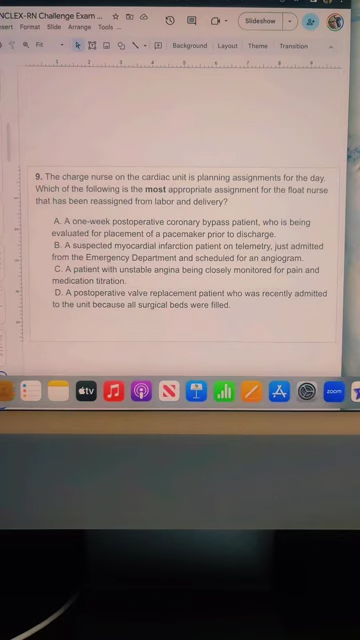 NCLEX-RN Challenge Exam ...
Slideshow
Format Slide Arrange Tools ...
Fit
Background Layout Theme Transition
9. The charge nurse on the cardiac unit is planning assignments for the day.
Which of the following is the most appropriate assignment for the float nurse
that has been reassigned from labor and delivery?
A. A one-week postoperative coronary bypass patient, who is being
evaluated for placement of a pacemaker prior to discharge.
B. A suspected myocardial infarction patient on telemetry, just admitted
from the Emergency Department and scheduled for an angiogram.
C. A patient with unstable angina being closely monitored for pain and
medication titration.
D. A postoperative valve replacement patient who was recently admitted
to the unit because all surgical beds were filled.
tv
zoom